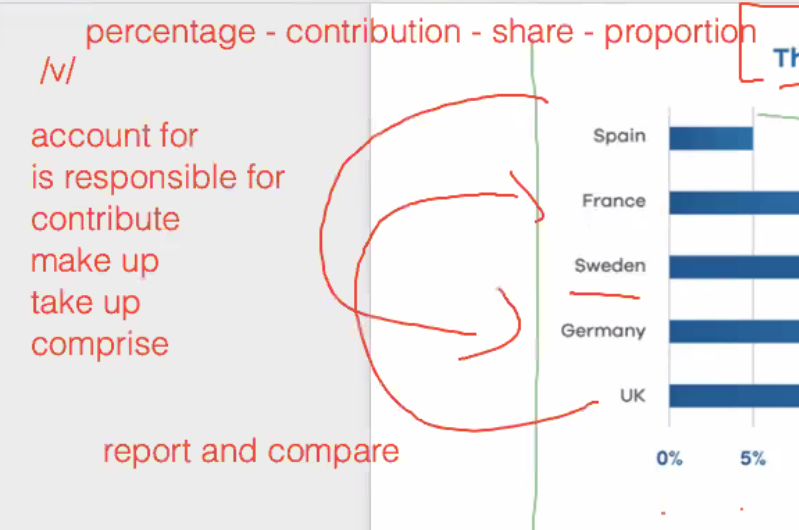 percentage - contribution - share - proportion
/v/
account for
is responsible for
contribute
make up
take up
comprise
report and compare
Th
Spain
France
Sweden
Germany
UK
0% 5%